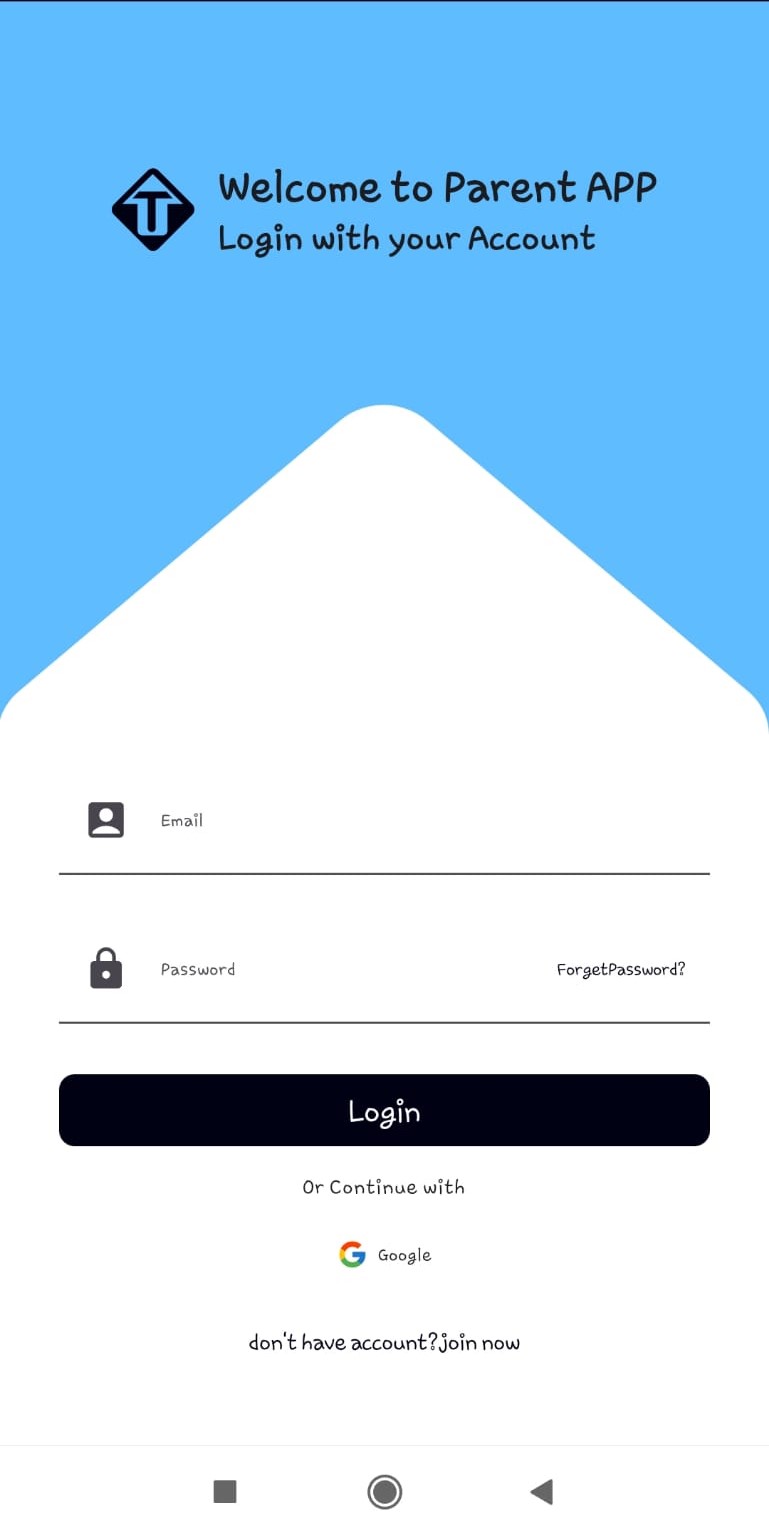 Welcome to Parent APP
Login with your Account
Email
Password
ForgetPassword?
Login
Or Continue with
Google
don't have account?join now